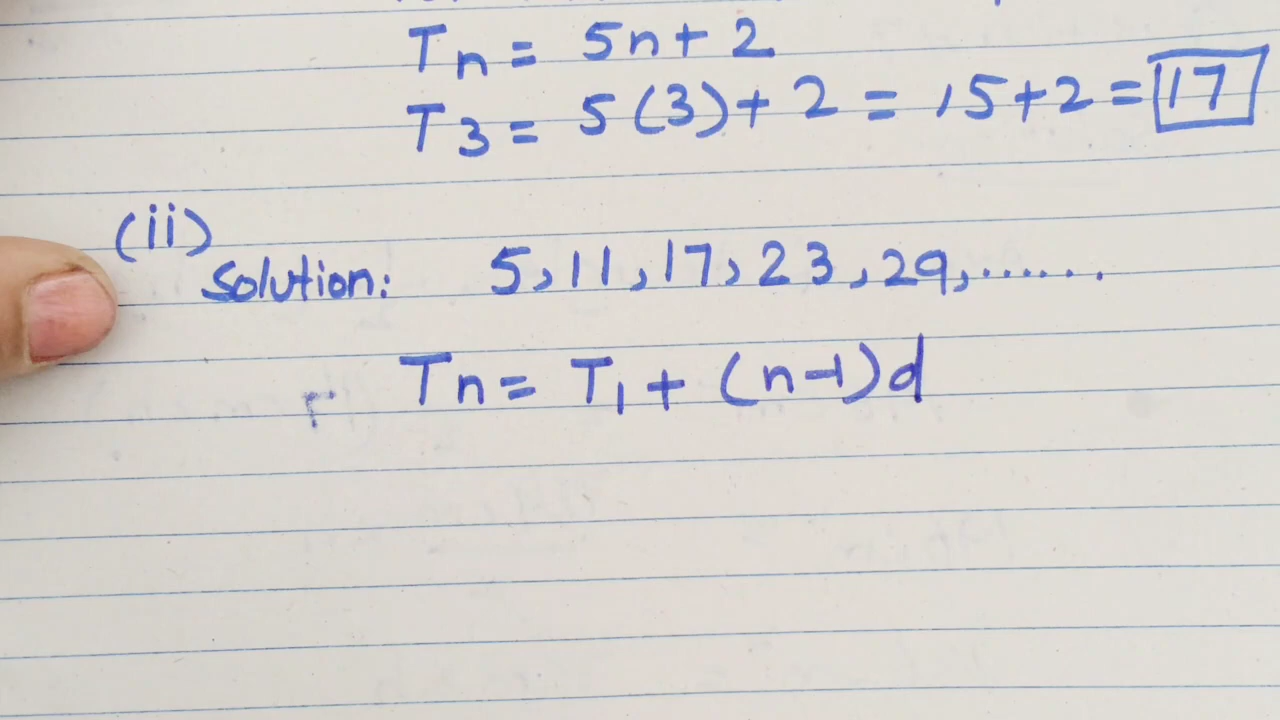 Tn = 5n+ 2
T3 = 5(3)+ 2 = 15+2 = 17
(ii)
Solution: 5, 11, 17, 23, 29, ......
Tn = T1 + (n-1)d